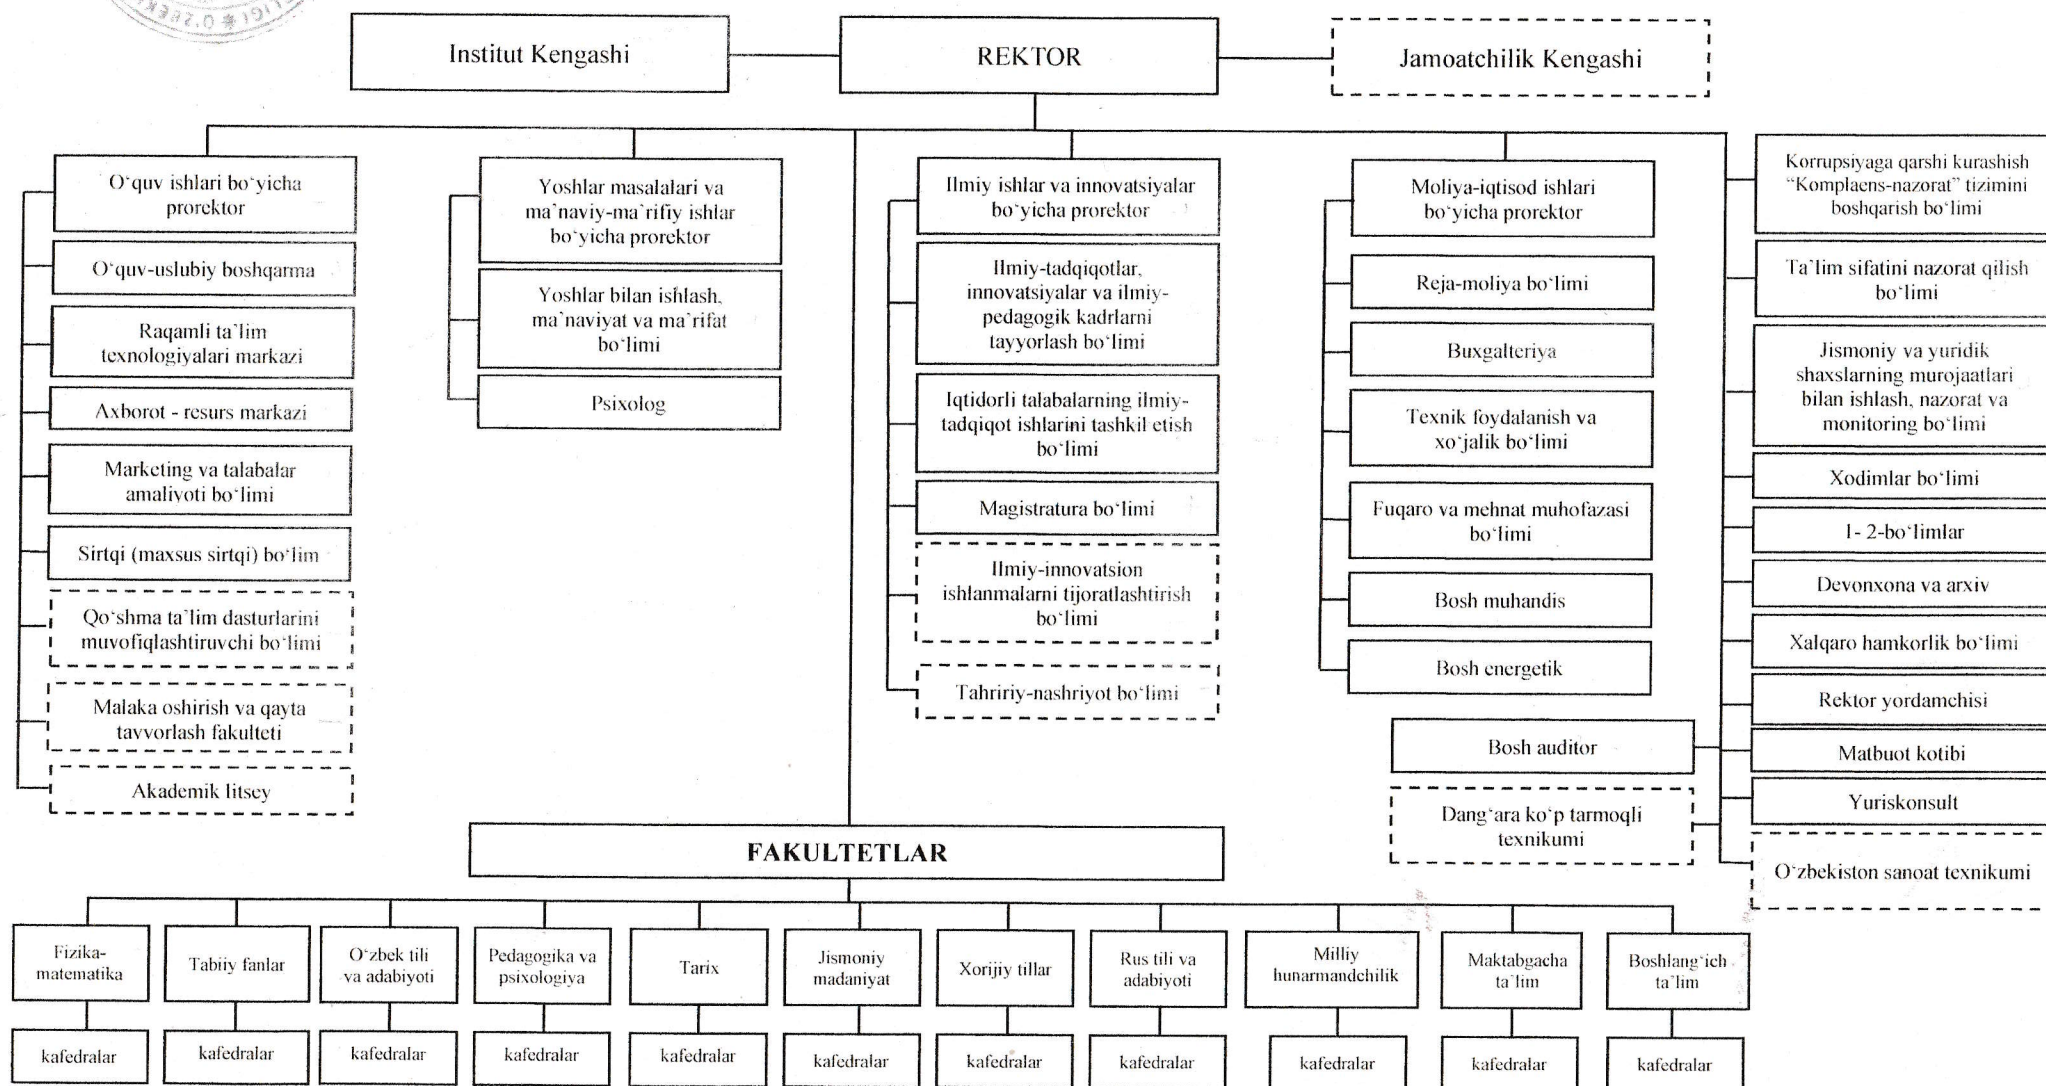 LIGI ✵ O'ZBEK
Institut Kengashi
REKTOR
Jamoatchilik Kengashi
O‘quv ishlari bo‘yicha
prorektor
O‘quv-uslubiy boshqarma
Raqamli ta`lim
texnologiyalari markazi
Axborot - resurs markazi
Marketing va talabalar
amaliyoti bo‘limi
Sirtqi (maxsus sirtqi) bo‘lim
Qo‘shma ta`lim dasturlarini
muvofiqlashtiruvchi bo‘limi
Malaka oshirish va qayta
tayyorlash fakulteti
Akademik litsey
Yoshlar masalalari va
ma`naviy-ma`rifiy ishlar
bo‘yicha prorektor
Yoshlar bilan ishlash,
ma`naviyat va ma`rifat
bo‘limi
Psixolog
Ilmiy ishlar va innovatsiyalar
bo‘yicha prorektor
Ilmiy-tadqiqotlar,
innovatsiyalar va ilmiy-
pedagogik kadrlarni
tayyorlash bo‘limi
Iqtidorli talabalarning ilmiy-
tadqiqot ishlarini tashkil etish
bo‘limi
Magistratura bo‘limi
Ilmiy-innovatsion
ishlanmalarni tijoratlashtirish
bo‘limi
Tahririy-nashriyot bo‘limi
Moliya-iqtisod ishlari
bo‘yicha prorektor
Reja-moliya bo‘limi
Buxgalteriya
Texnik foydalanish va
xo‘jalik bo‘limi
Fuqaro va mehnat muhofazasi
bo‘limi
Bosh muhandis
Bosh energetik
Bosh auditor
Dang‘ara ko‘p tarmoqli
texnikumi
Korrupsiyaga qarshi kurashish
“Komplaens-nazorat” tizimini
boshqarish bo‘limi
Ta`lim sifatini nazorat qilish
bo‘limi
Jismoniy va yuridik
shaxslarning murojaatlari
bilan ishlash, nazorat va
monitoring bo‘limi
Xodimlar bo‘limi
1- 2-bo‘limlar
Devonxona va arxiv
Xalqaro hamkorlik bo‘limi
Rektor yordamchisi
Matbuot kotibi
Yuriskonsult
O‘zbekiston sanoat texnikumi
FAKULTETLAR
Fizika-
matematika
Tabiiy fanlar
O‘zbek tili
va adabiyoti
Pedagogika va
psixologiya
Tarix
Jismoniy
madaniyat
Xorijiy tillar
Rus tili va
adabiyoti
Milliy
hunarmandchilik
Maktabgacha
ta`lim
Boshlang‘ich
ta`lim
kafedralar
kafedralar
kafedralar
kafedralar
kafedralar
kafedralar
kafedralar
kafedralar
kafedralar
kafedralar
kafedralar